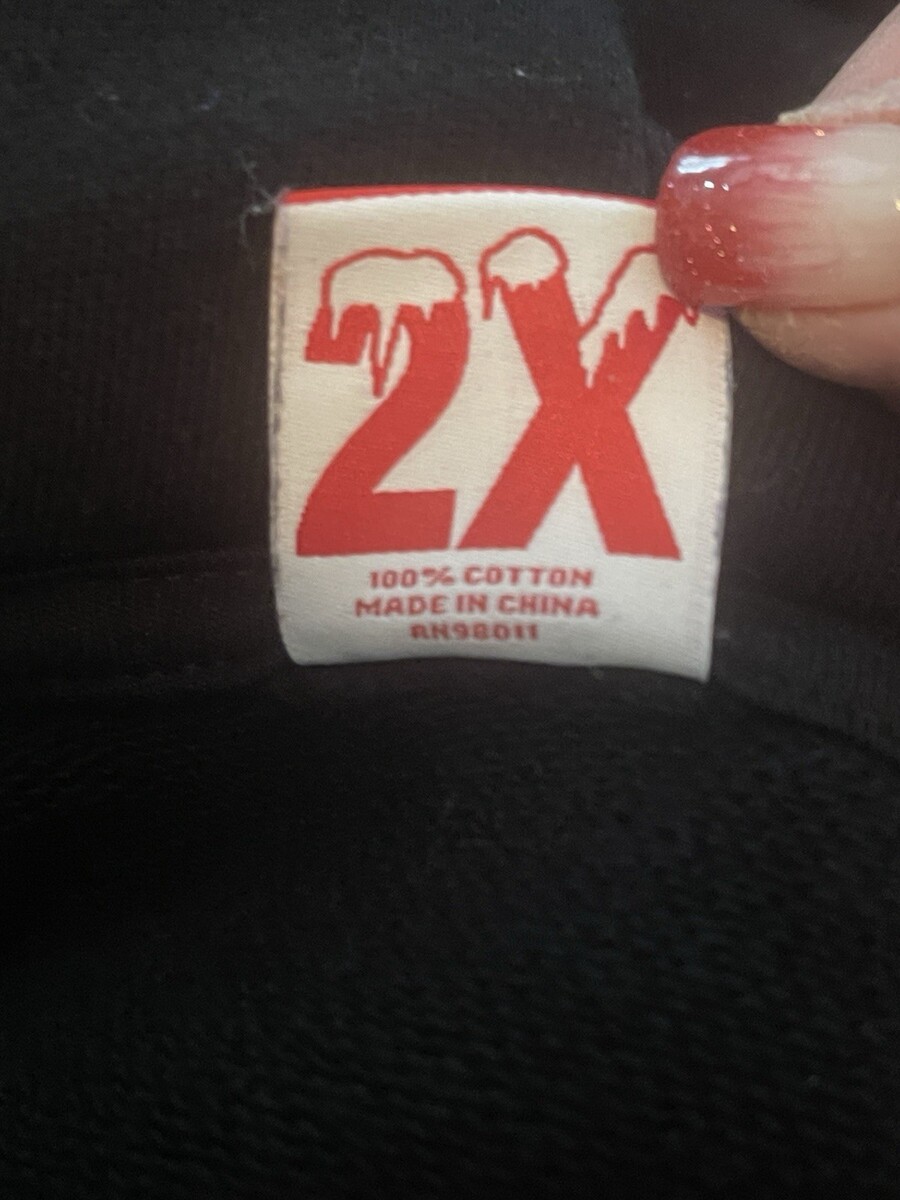 2X
100% COTTON
MADE IN CHINA
RN98011